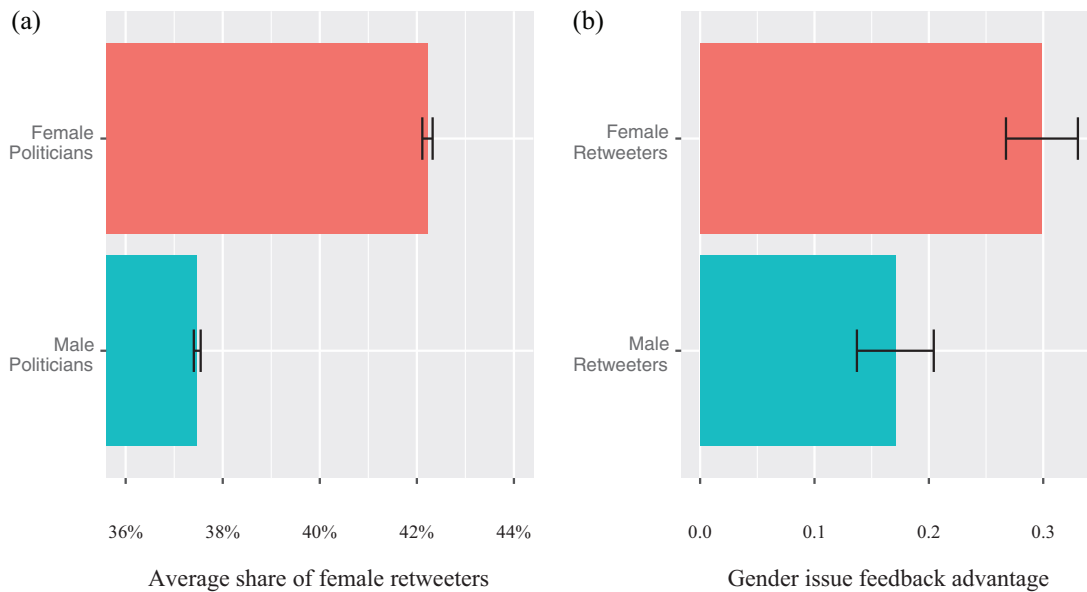 (a)
Female
Politicians
Male
Politicians
36%
38%
40%
42%
44%
Average share of female retweeters
(b)
Female
Retweeters
Male
Retweeters
0.0
0.1
0.2
0.3
Gender issue feedback advantage